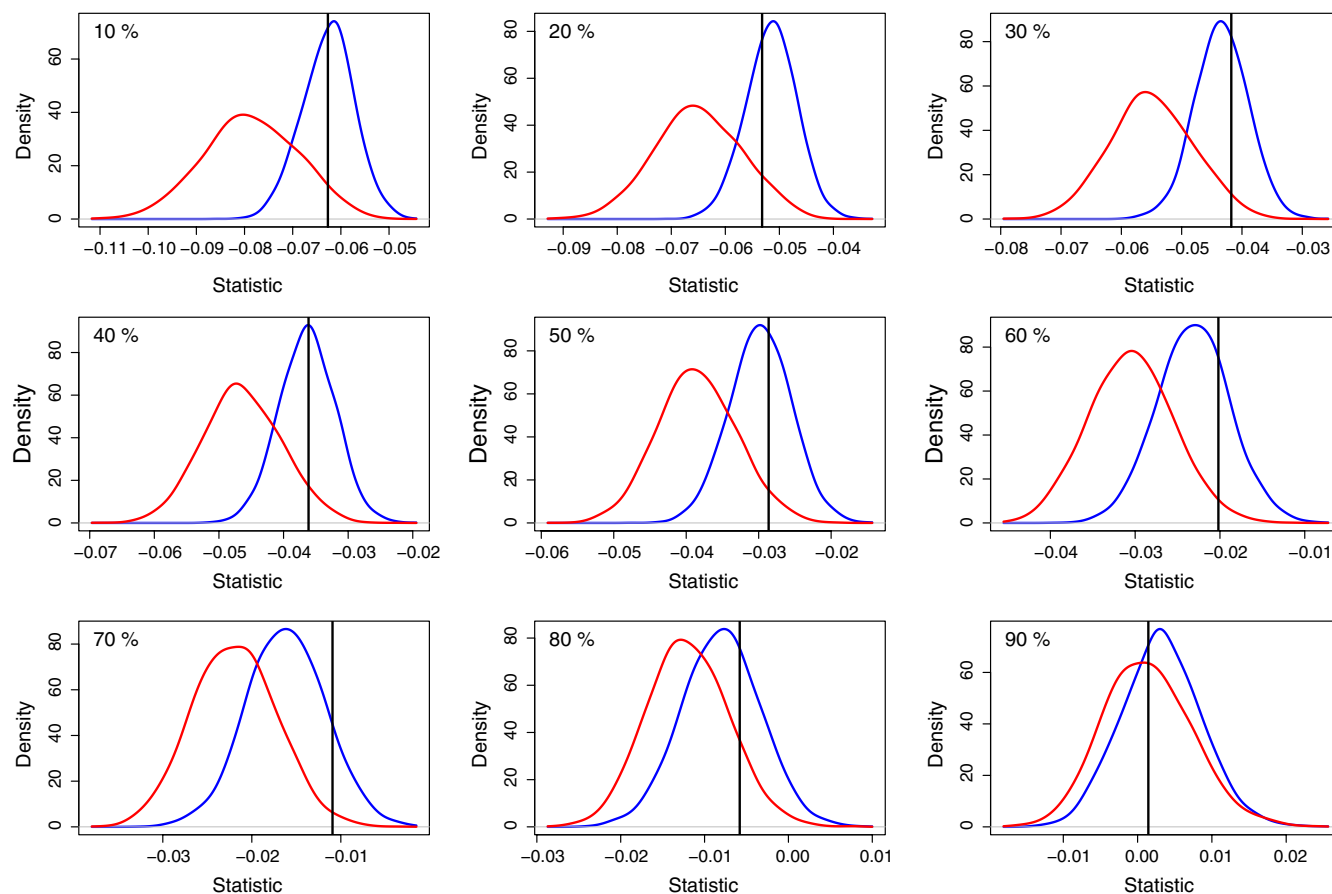 10 %
Density
0 20 40 60
−0.11 −0.10 −0.09 −0.08 −0.07 −0.06 −0.05
Statistic
20 %
Density
0 20 40 60 80
−0.09 −0.08 −0.07 −0.06 −0.05 −0.04
Statistic
30 %
Density
0 20 40 60 80
−0.08 −0.07 −0.06 −0.05 −0.04 −0.03
Statistic
40 %
Density
0 20 40 60 80
−0.07 −0.06 −0.05 −0.04 −0.03 −0.02
Statistic
50 %
Density
0 20 40 60 80
−0.06 −0.05 −0.04 −0.03 −0.02
Statistic
60 %
Density
0 20 40 60 80
−0.04 −0.03 −0.02 −0.01
Statistic
70 %
Density
0 20 40 60 80
−0.03 −0.02 −0.01
Statistic
80 %
Density
0 20 40 60 80
−0.03 −0.02 −0.01 0.00 0.01
Statistic
90 %
Density
0 20 40 60 80
−0.01 0.00 0.01 0.02
Statistic